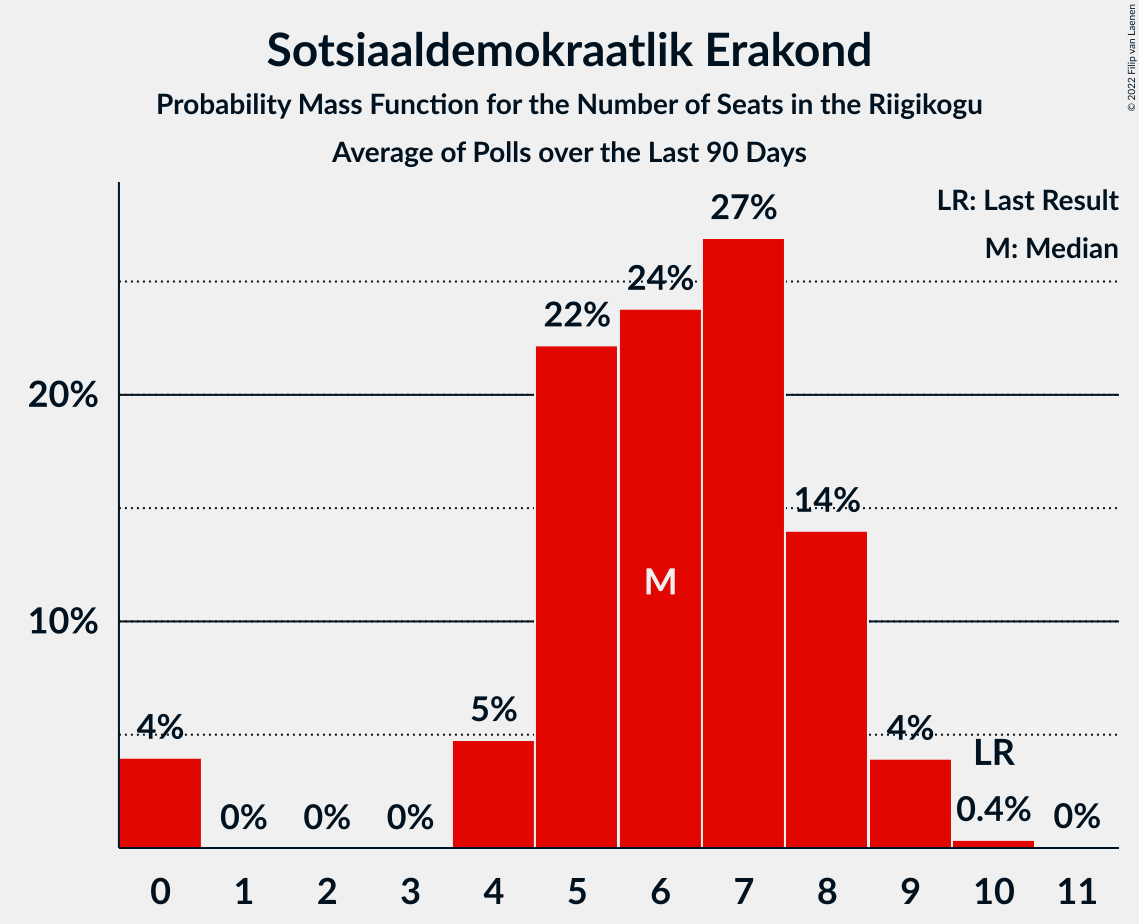 Sotsiaaldemokraatlik Erakond
Probability Mass Function for the Number of Seats in the Riigikogu
Average of Polls over the Last 90 Days
© 2022 Filip van Laenen
LR: Last Result
M: Median
27%
24%
22%
20%
14%
M
10%
5%
4%
4%
LR
0% 0% 0% 0.4% 0%
0 1 2 3 4 5 6 7 8 9 10 11